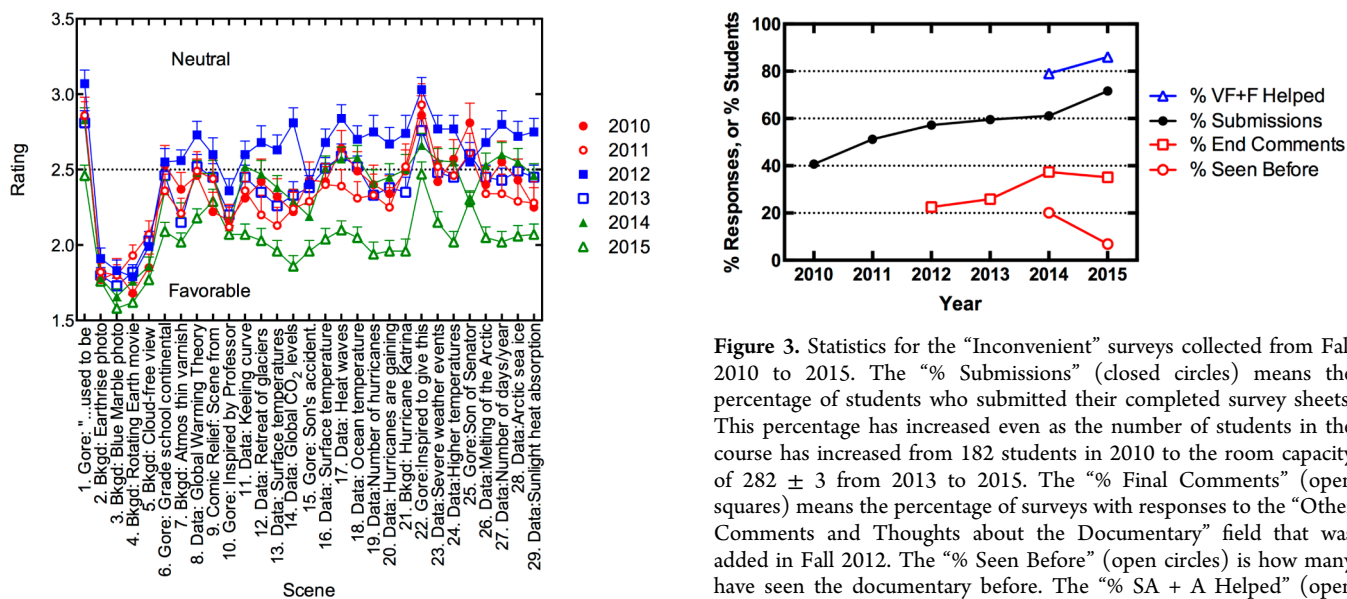 3.5
3.0
2.5
2.0
1.5
Rating
Neutral
Favorable
2010
2011
2012
2013
2014
2015
1. Gore: "...used to be
2. Bkgd: Earthrise photo
3. Bkgd: Blue Marble photo
4. Bkgd: Rotating Earth movie
5. Bkgd: Cloud-free view
6. Gore: Grade school continental
7. Bkgd: Atmos thin varnish
8. Data: Global Warming Theory
9. Comic Relief: Scene from
10. Gore: Inspired by Professor
11. Data: Keeling curve
12. Data: Retreat of glaciers
13. Data: Surface temperatures
14. Data: Global CO2 levels
15. Gore: Son's accident.
16. Data: Surface temperature
17. Data: Heat waves
18. Data: Ocean temperature
19. Data:Number of hurricanes
20. Data: Hurricanes are gaining
21. Bkgd: Hurricane Katrina
22. Gore:Inspired to give this
23. Data:Severe weather events
24. Data:Higher temperatures
25. Gore:Son of Senator
26. Data:Melting of the Arctic
27. Data:Number of days/year
28. Data:Arctic sea ice
29. Data:Sunlight heat absorption
Scene
100
80
60
40
20
0
% Responses, or % Students
2010 2011 2012 2013 2014 2015
Year
% VF+F Helped
% Submissions
% End Comments
% Seen Before
Figure 3. Statistics for the “Inconvenient” surveys collected from Fall
2010 to 2015. The “% Submissions” (closed circles) means the
percentage of students who submitted their completed survey sheets
This percentage has increased even as the number of students in the
course has increased from 182 students in 2010 to the room capacity
of 282 ± 3 from 2013 to 2015. The “% Final Comments” (open
squares) means the percentage of surveys with responses to the “Othe
Comments and Thoughts about the Documentary” field that was
added in Fall 2012. The “% Seen Before” (open circles) is how many
have seen the documentary before. The “% SA + A Helped” (open